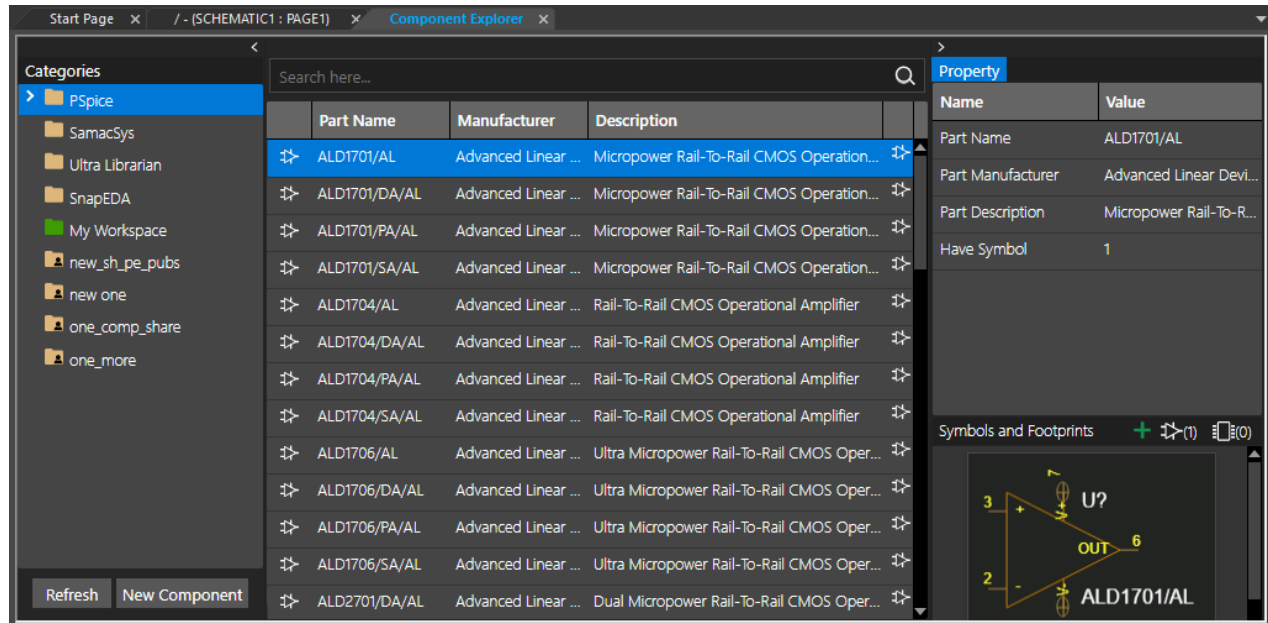 Start Page X / - (SCHEMATIC1 : PAGE1) X Component Explorer X
Categories
PSpice
SamacSys
Ultra Librarian
SnapEDA
My Workspace
new_sh_pe_pubs
new one
one_comp_share
one_more
Refresh New Component
Search here...
Part Name Manufacturer Description
ALD1701/AL Advanced Linear ... Micropower Rail-To-Rail CMOS Operation...
ALD1701/DA/AL Advanced Linear ... Micropower Rail-To-Rail CMOS Operation...
ALD1701/PA/AL Advanced Linear ... Micropower Rail-To-Rail CMOS Operation...
ALD1701/SA/AL Advanced Linear ... Micropower Rail-To-Rail CMOS Operation...
ALD1704/AL Advanced Linear ... Rail-To-Rail CMOS Operational Amplifier
ALD1704/DA/AL Advanced Linear ... Rail-To-Rail CMOS Operational Amplifier
ALD1704/PA/AL Advanced Linear ... Rail-To-Rail CMOS Operational Amplifier
ALD1704/SA/AL Advanced Linear ... Rail-To-Rail CMOS Operational Amplifier
ALD1706/AL Advanced Linear ... Ultra Micropower Rail-To-Rail CMOS Oper...
ALD1706/DA/AL Advanced Linear ... Ultra Micropower Rail-To-Rail CMOS Oper...
ALD1706/PA/AL Advanced Linear ... Ultra Micropower Rail-To-Rail CMOS Oper...
ALD1706/SA/AL Advanced Linear ... Ultra Micropower Rail-To-Rail CMOS Oper...
ALD2701/DA/AL Advanced Linear ... Dual Micropower Rail-To-Rail CMOS Oper...
Property
Name Value
Part Name ALD1701/AL
Part Manufacturer Advanced Linear Devi...
Part Description Micropower Rail-To-R...
Have Symbol 1
Symbols and Footprints + (1) (0)
7
3 + V+ U?
OUT 6
2 - V-
ALD1701/AL